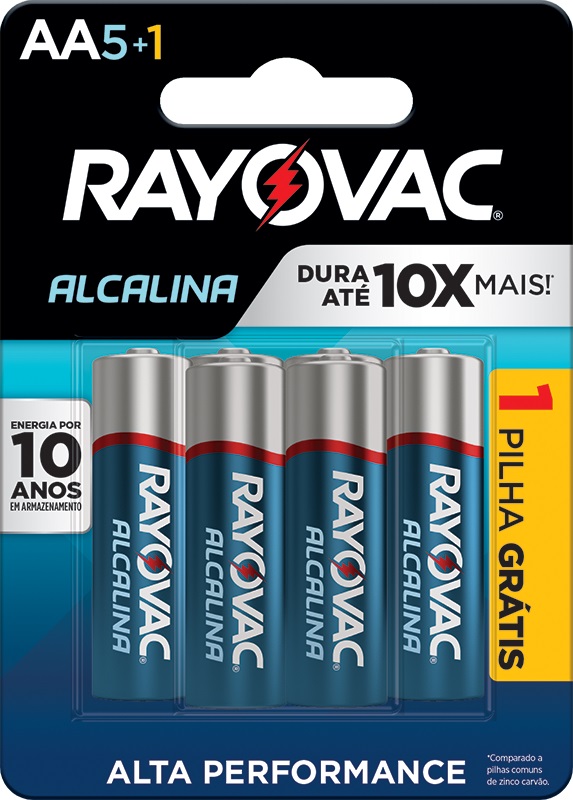 AA5+1
RAYOVAC®
ALCALINA
DURA
ATÉ 10X MAIS!*
ENERGIA POR
10
ANOS
EM ARMAZENAMENTO
1 PILHA GRÁTIS
RAYOVAC®
ALCALINA
RAYOVAC®
ALCALINA
RAYOVAC®
ALCALINA
RAYOVAC®
ALCALINA
ALTA PERFORMANCE
*Comparado a
pilhas comuns
de zinco carvão.